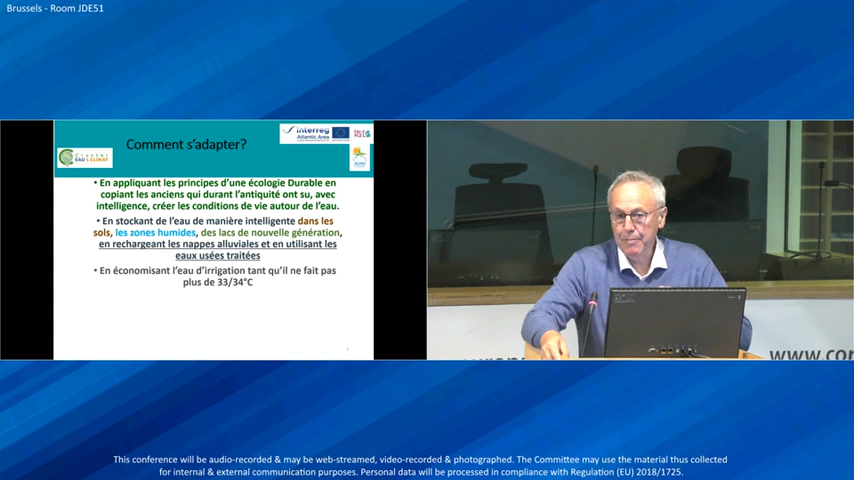 Brussels - Room JDE51
Interreg
Atlantic Area
Comment s'adapter?
Cluster
EAU & CLIMAT
• En appliquant les principes d'une écologie Durable en
copiant les anciens qui durant l'antiquité ont su, avec
intelligence, créer les conditions de vie autour de l'eau.
• En stockant de l'eau de manière intelligente dans les
sols, les zones humides, des lacs de nouvelle génération,
en rechargeant les nappes alluviales et en utilisant les
eaux usées traitées
• En économisant l'eau d'irrigation tant qu'il ne fait pas
plus de 33/34°C
www.cor
This conference will be audio-recorded & may be web-streamed, video-recorded & photographed. The Committee may use the material thus collected
for internal & external communication purposes. Personal data will be processed in compliance with Regulation (EU) 2018/1725.